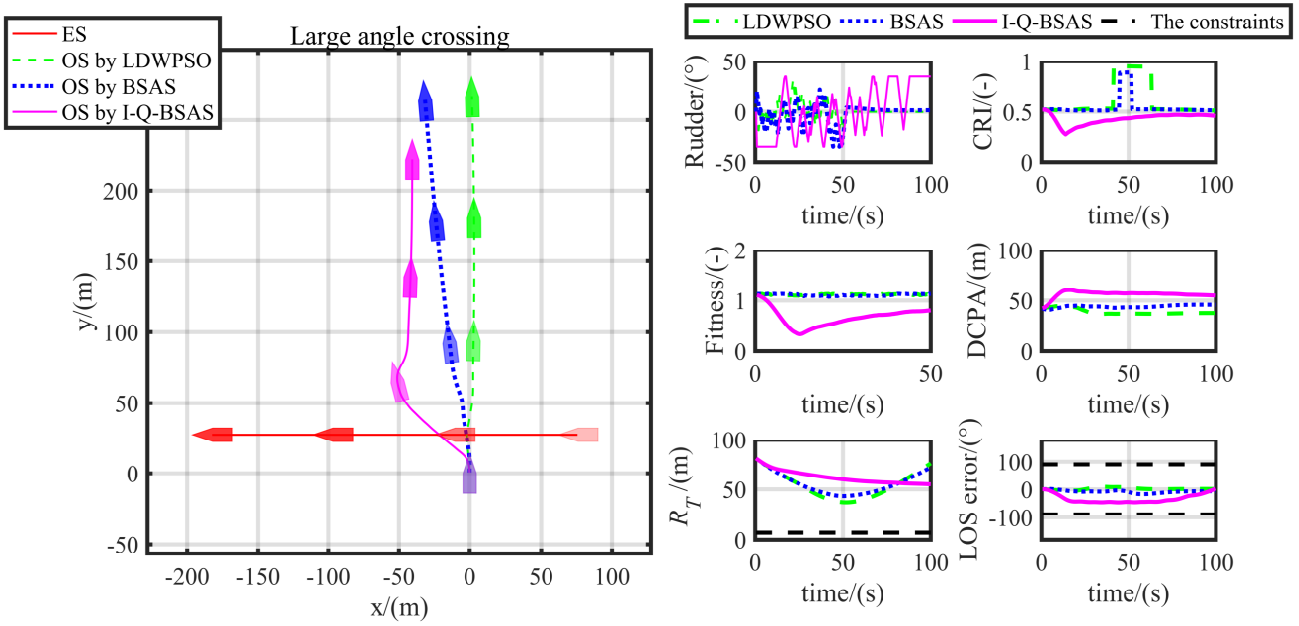 Large angle crossing
ES
OS by LDWPSO
OS by BSAS
OS by I-Q-BSAS
200
150
100
50
0
-50
y/(m)
-200 -150 -100 -50 0 50 100
x/(m)
LDWPSO BSAS I-Q-BSAS The constraints
50
0
-50
Rudder/(°)
0 50 100
time/(s)
1
0.5
0
CRI/(-)
0 50 100
time/(s)
2
1
0
Fitness/(-)
0 50
time/(s)
100
50
0
DCPA/(m)
0 50 100
time/(s)
100
50
0
R_T/(m)
0 50 100
time/(s)
100
0
-100
LOS error/(°)
0 50 100
time/(s)